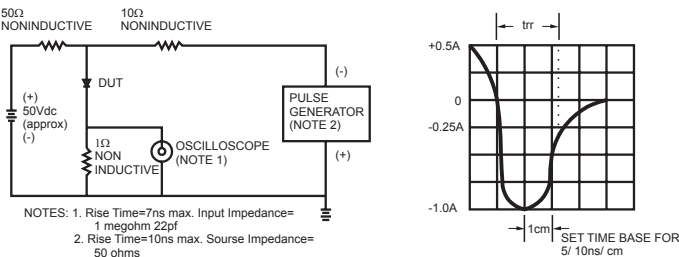 50Ω
NONINDUCTIVE
10Ω
NONINDUCTIVE
(+)
50Vdc
(approx)
(-)
DUT
1Ω
NON
INDUCTIVE
OSCILLOSCOPE
(NOTE 1)
(-)
PULSE
GENERATOR
(NOTE 2)
(+)
NOTES: 1. Rise Time=7ns max. Input Impedance=
1 megohm 22pf
2. Rise Time=10ns max. Sourse Impedance=
50 ohms
trr
+0.5A
0
-0.25A
-1.0A
1cm
SET TIME BASE FOR
5/ 10ns/ cm